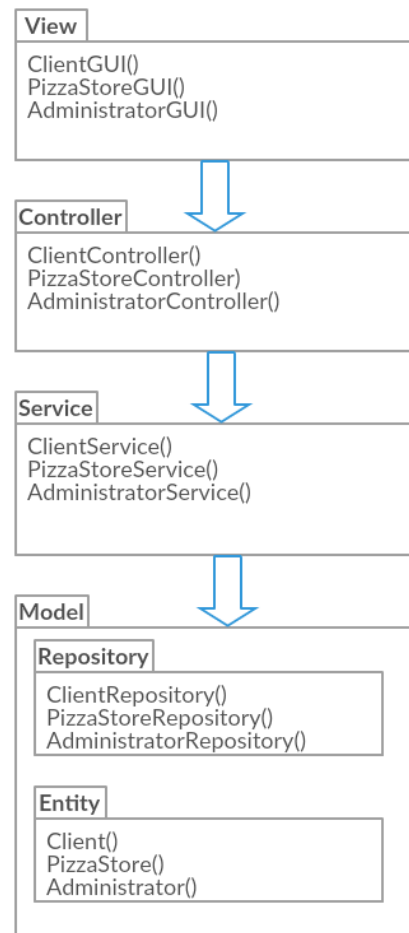 View
ClientGUI()
PizzaStoreGUI()
AdministratorGUI()
Controller
ClientController()
PizzaStoreController)
AdministratorController()
Service
ClientService()
PizzaStoreService()
AdministratorService()
Model
Repository
ClientRepository()
PizzaStoreRepository()
AdministratorRepository()
Entity
Client()
PizzaStore()
Administrator()